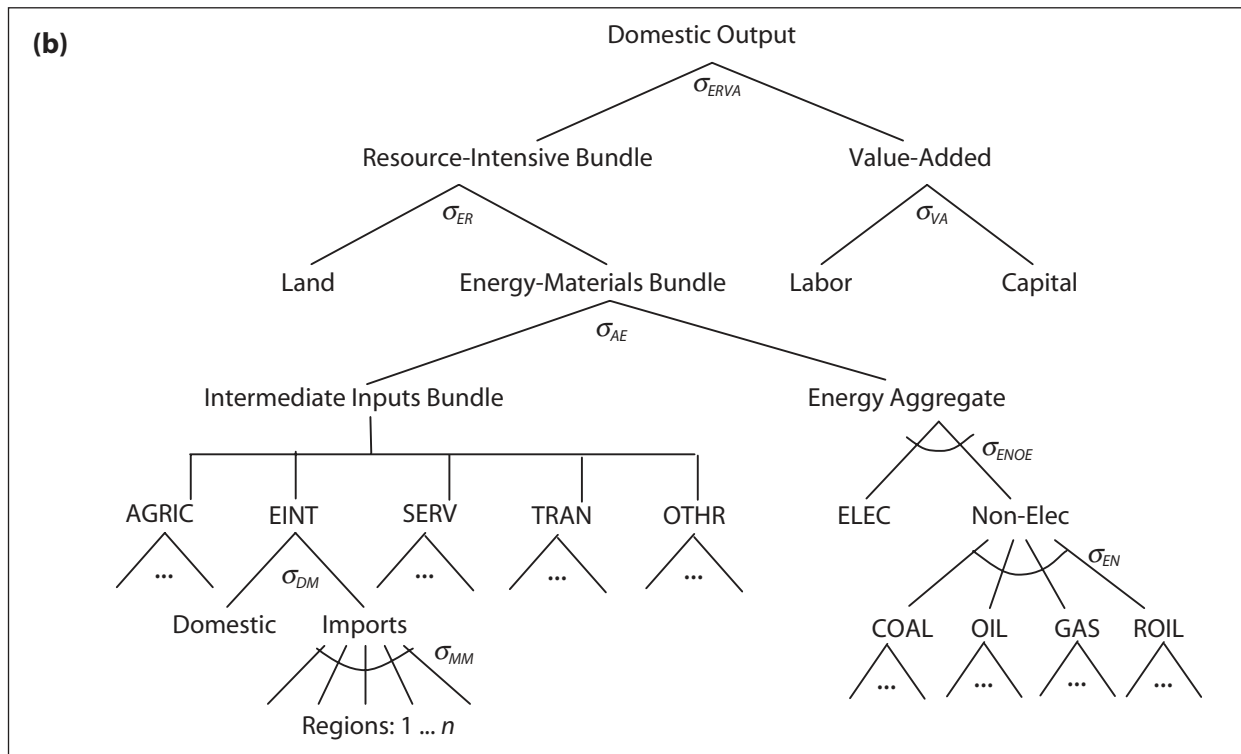 (b)
Domestic Output
σERVA
Resource-Intensive Bundle Value-Added
σER σVA
Land Energy-Materials Bundle Labor Capital
σAE
Intermediate Inputs Bundle Energy Aggregate
σENOE
AGRIC EINT SERV TRAN OTHR ELEC Non-Elec
... σDM ... ... ... σEN
Domestic Imports COAL OIL GAS ROIL
σMM ... ... ... ...
Regions: 1 ... n